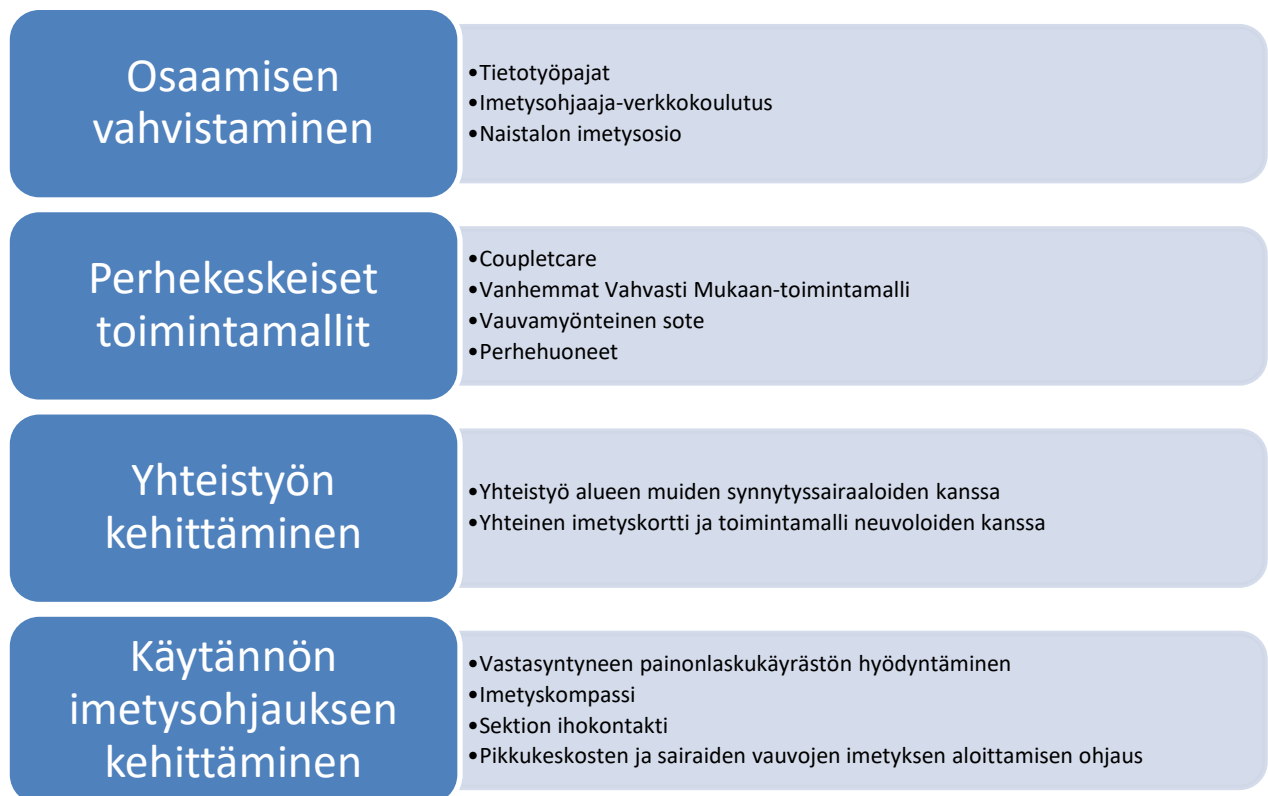 Osaamisen
vahvistaminen
•Tietotyöpajat
•Imetysohjaaja-verkkokoulutus
•Naistalon imetysosio
Perhekeskeiset
toimintamallit
•Coupletcare
•Vanhemmat Vahvasti Mukaan-toimintamalli
•Vauvamyönteinen sote
•Perhehuoneet
Yhteistyön
kehittäminen
•Yhteistyö alueen muiden synnytyssairaaloiden kanssa
•Yhteinen imetyskortti ja toimintamalli neuvoloiden kanssa
Käytännön
imetysohjauksen
kehittäminen
•Vastasyntyneen painonlaskukäyrästön hyödyntäminen
•Imetyskompassi
•Sektion ihokontakti
•Pikkukeskosten ja sairaiden vauvojen imetyksen aloittamisen ohjaus